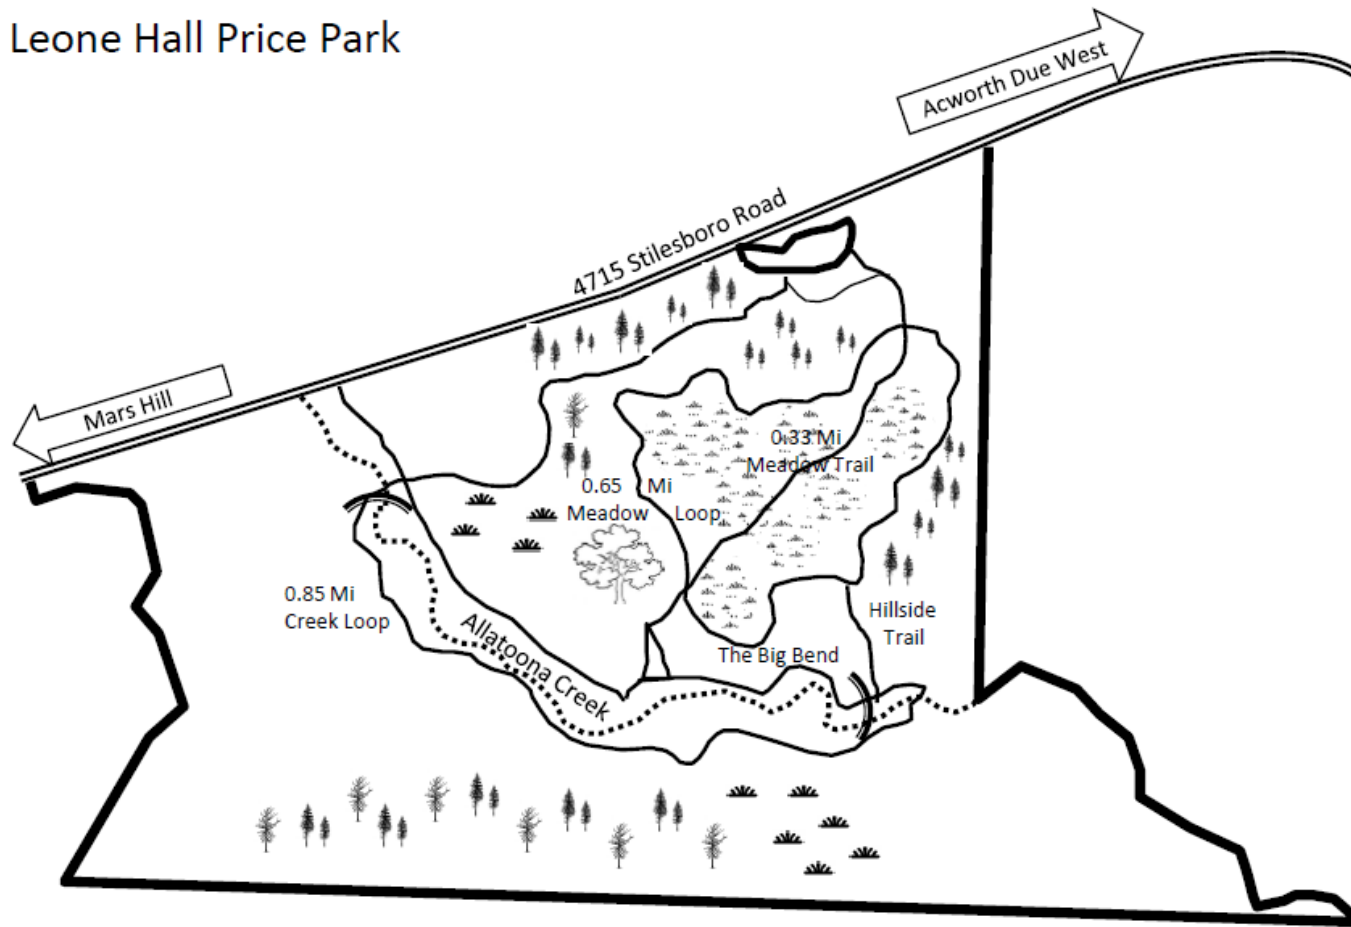 Leone Hall Price Park
Acworth Due West
4715 Stilesboro Road
Mars Hill
0.33 Mi
Meadow Trail
0.65 Mi
Meadow Loop
0.85 Mi
Creek Loop
Hillside
Trail
Allatoona Creek
The Big Bend